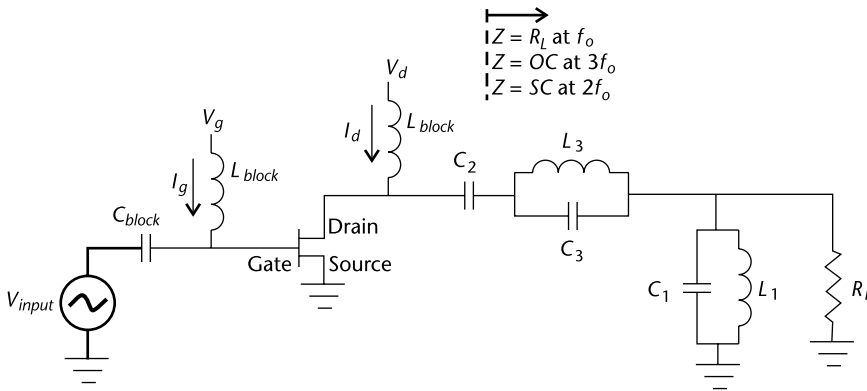 Z = R_L at f_o
Z = OC at 3f_o
Z = SC at 2f_o
V_d
V_g
I_d
L_block
I_g
L_block
C_2
L_3
C_block
C_3
Drain
Gate
Source
V_input
C_1
L_1
R